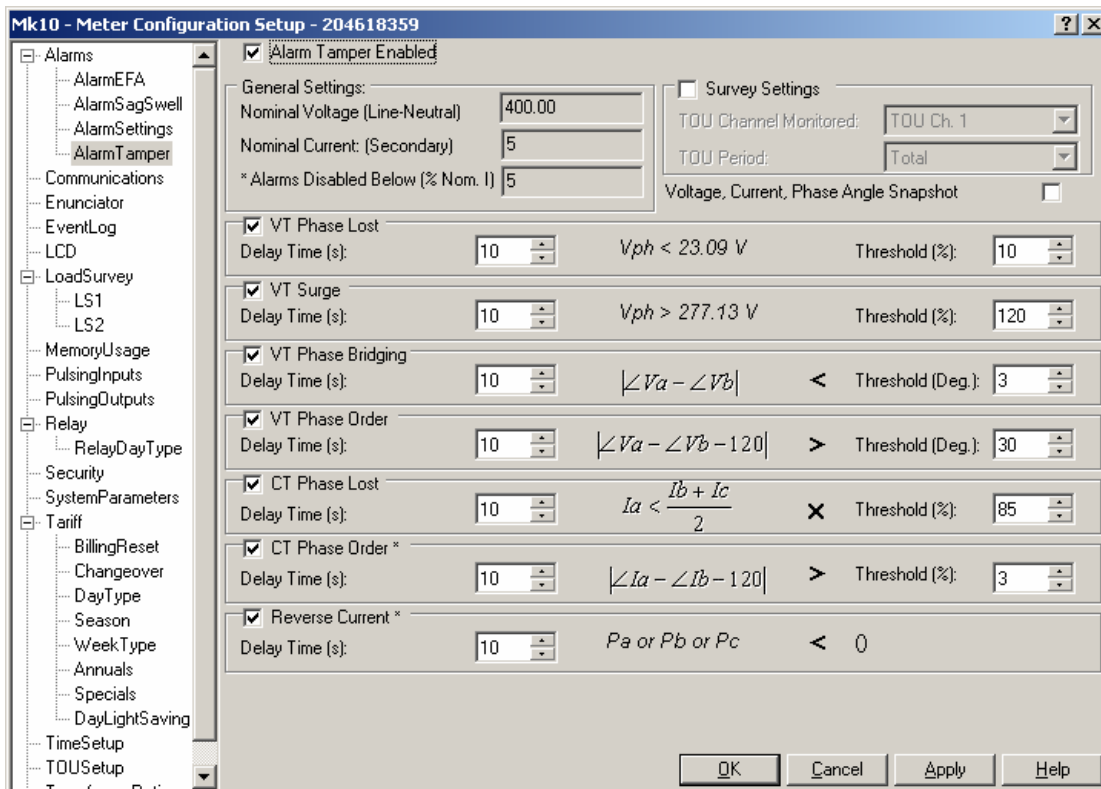 Mk10 - Meter Configuration Setup - 204618359
Alarms
AlarmEFA
AlarmSagSwell
AlarmSettings
AlarmTamper
Communications
Enunciator
EventLog
LCD
LoadSurvey
LS1
LS2
MemoryUsage
PulsingInputs
PulsingOutputs
Relay
RelayDayType
Security
SystemParameters
Tariff
BillingReset
Changeover
DayType
Season
WeekType
Annuals
Specials
DayLightSaving
TimeSetup
TOUSetup
Alarm Tamper Enabled
General Settings:
Nominal Voltage (Line-Neutral) 400.00
Nominal Current: (Secondary) 5
* Alarms Disabled Below (% Nom. I) 5
Survey Settings
TOU Channel Monitored: TOU Ch. 1
TOU Period: Total
Voltage, Current, Phase Angle Snapshot
VT Phase Lost
Delay Time (s): 10 Vph < 23.09 V Threshold (%): 10
VT Surge
Delay Time (s): 10 Vph > 277.13 V Threshold (%): 120
VT Phase Bridging
Delay Time (s): 10 |∠Va − ∠Vb| < Threshold (Deg.): 3
VT Phase Order
Delay Time (s): 10 |∠Va − ∠Vb − 120| > Threshold (Deg.): 30
CT Phase Lost
Delay Time (s): 10 Ia < (Ib + Ic) / 2 × Threshold (%): 85
CT Phase Order *
Delay Time (s): 10 |∠Ia − ∠Ib − 120| > Threshold (%): 3
Reverse Current *
Delay Time (s): 10 Pa or Pb or Pc < 0
OK Cancel Apply Help